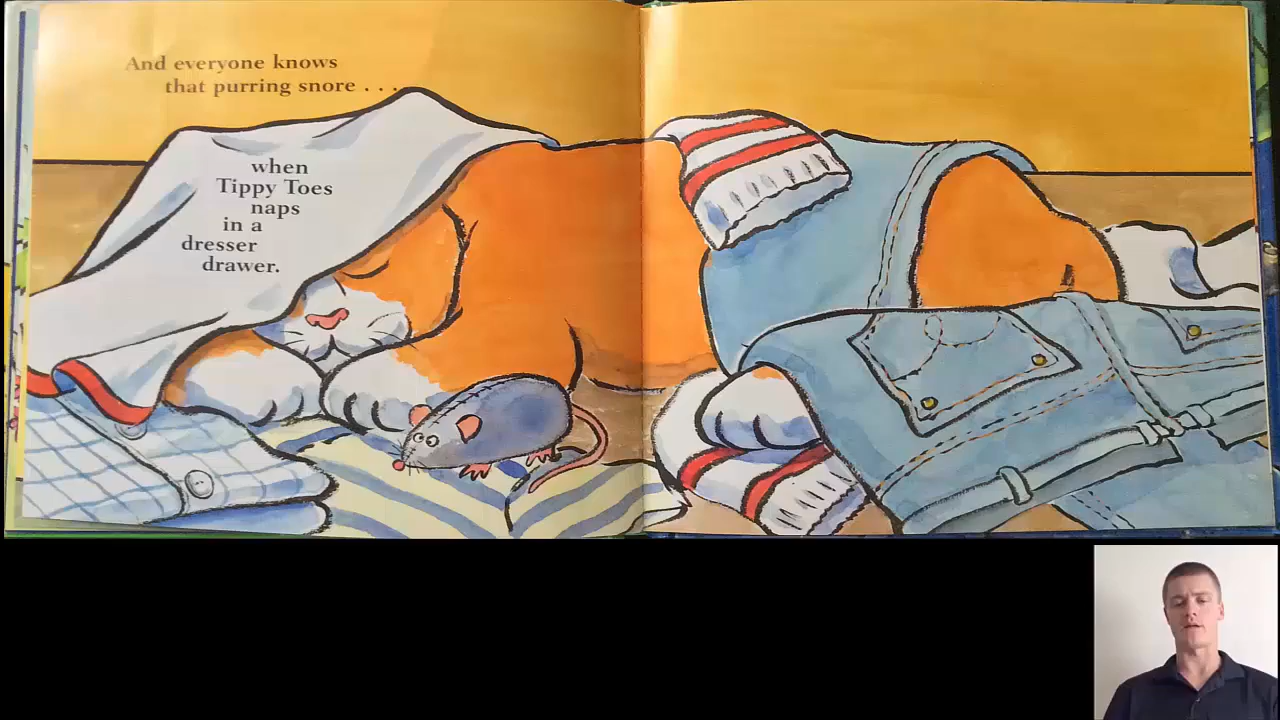 And everyone knows
that purring snore . . .
when
Tippy Toes
naps
in a
dresser
drawer.